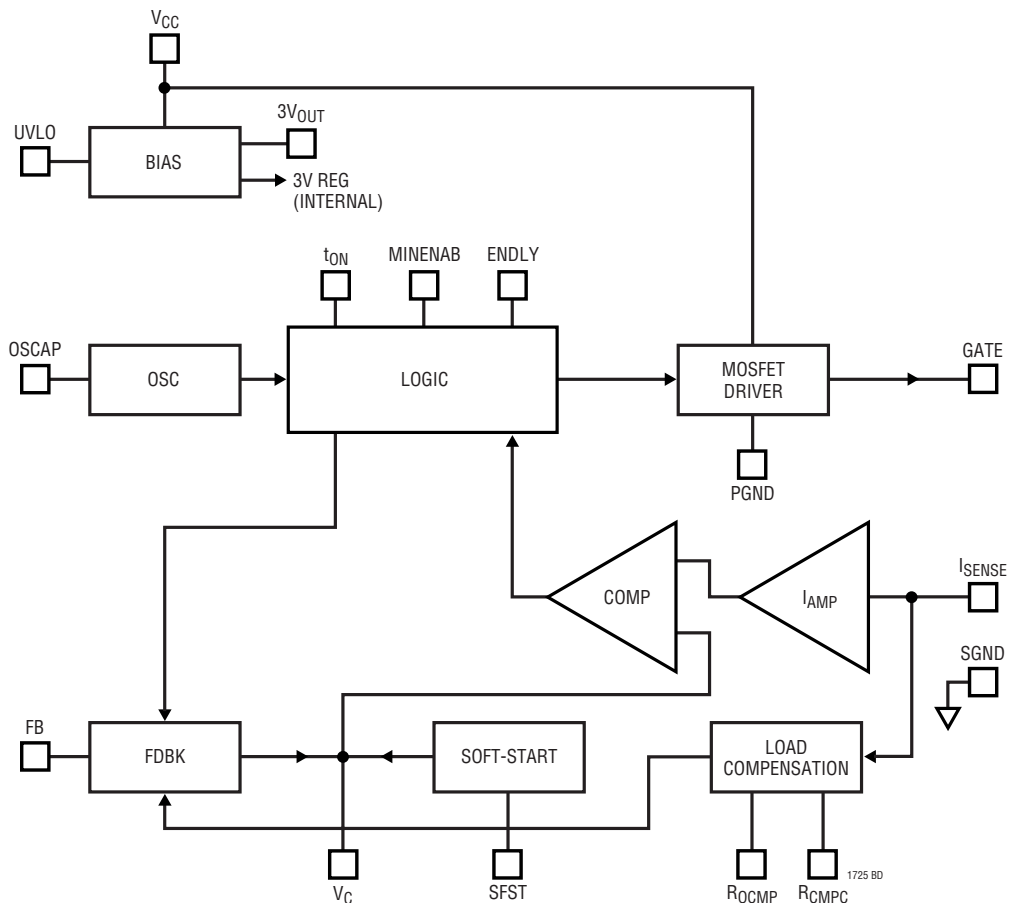 VCC
UVLO
3VOUT
BIAS
3V REG
(INTERNAL)
tON
MINENAB
ENDLY
OSCAP
OSC
LOGIC
MOSFET
DRIVER
GATE
PGND
COMP
IAMP
ISENSE
SGND
FB
FDBK
SOFT-START
LOAD
COMPENSATION
VC
SFST
ROCMP
RCMPC
1725 BD